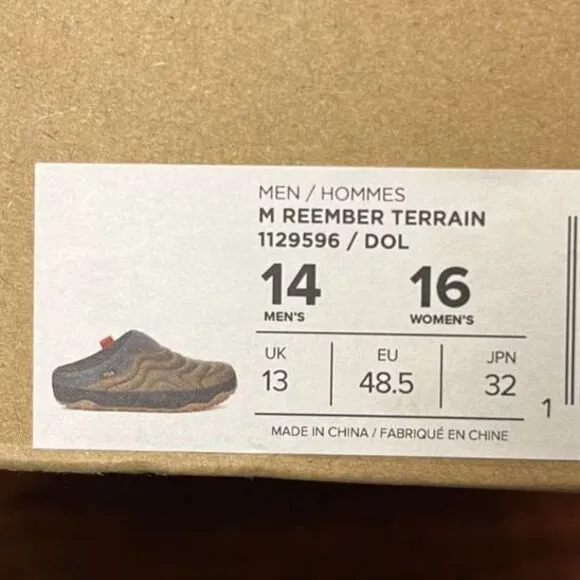 MEN / HOMMES
M REEMBER TERRAIN
1129596 / DOL
14 16
MEN'S WOMEN'S
UK EU JPN
13 48.5 32
1
MADE IN CHINA / FABRIQUÉ EN CHINE